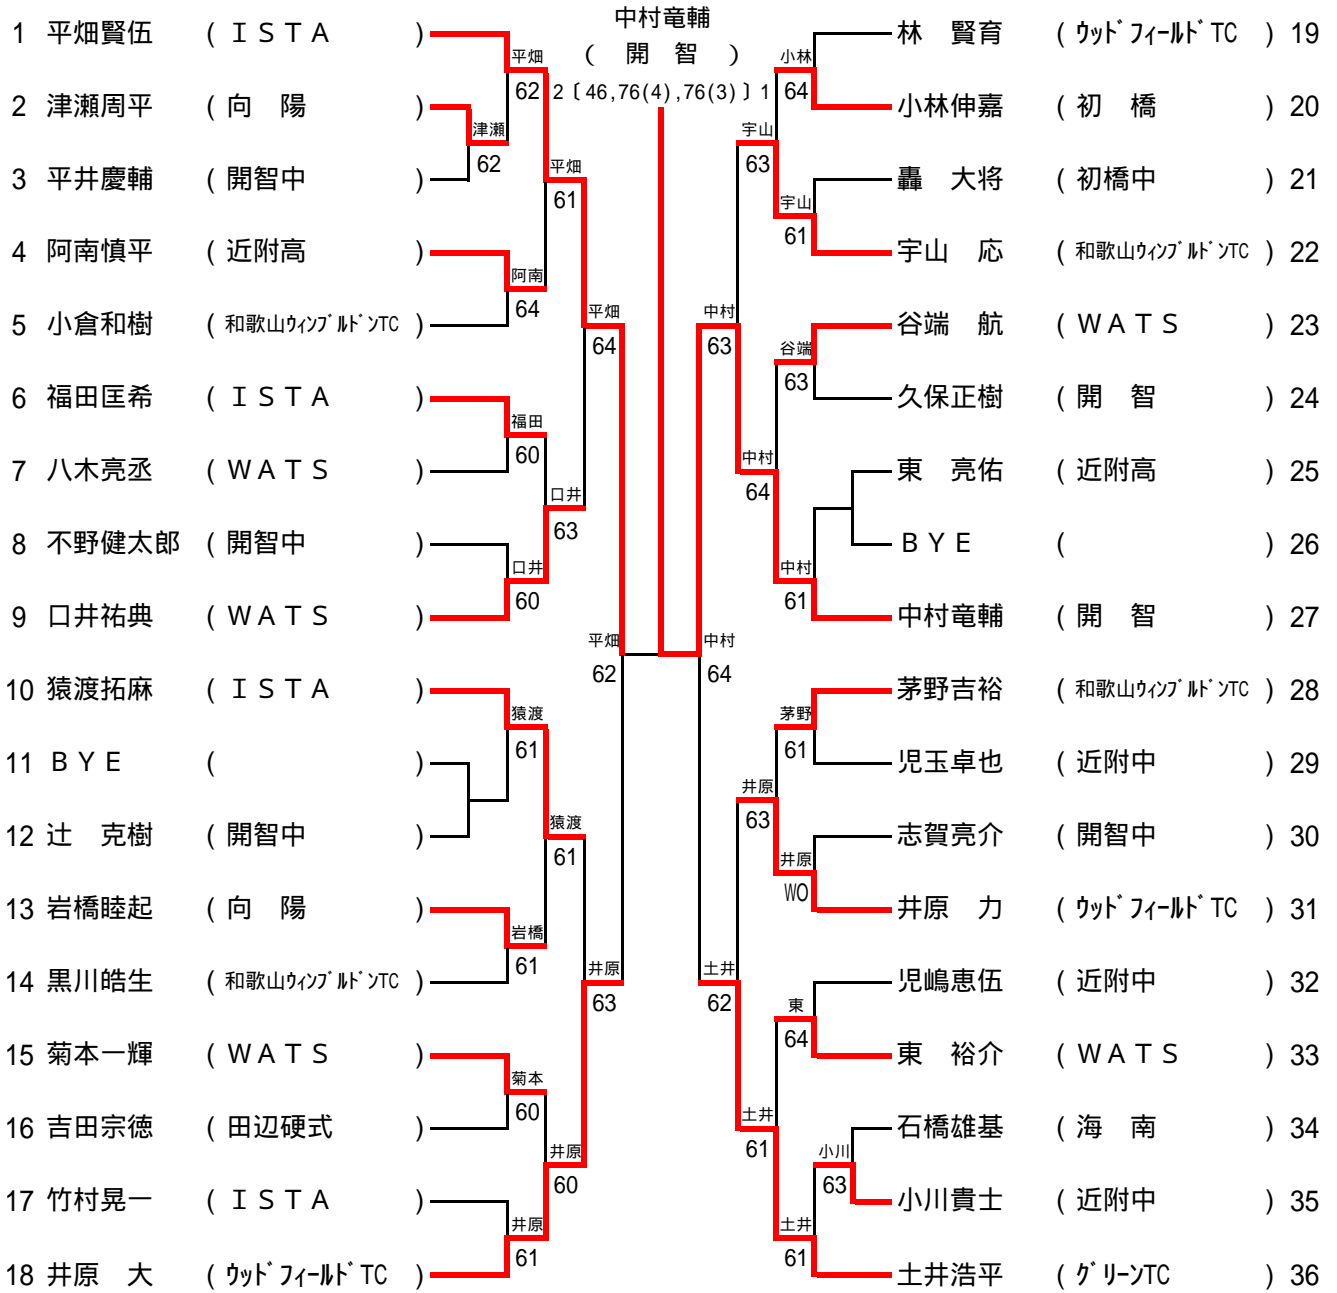 中村竜輔
( 開 智 )
2 〔 46,76(4),76(3) 〕 1
1 平畑賢伍 ( ＩＳＴＡ )
2 津瀬周平 ( 向 陽 )
3 平井慶輔 ( 開智中 )
4 阿南慎平 ( 近附高 )
5 小倉和樹 ( 和歌山ウィンブルドンTC )
6 福田匡希 ( ＩＳＴＡ )
7 八木亮丞 ( ＷＡＴＳ )
8 不野健太郎 ( 開智中 )
9 口井祐典 ( ＷＡＴＳ )
10 猿渡拓麻 ( ＩＳＴＡ )
11 ＢＹＥ ( )
12 辻 克樹 ( 開智中 )
13 岩橋睦起 ( 向 陽 )
14 黒川皓生 ( 和歌山ウィンブルドンTC )
15 菊本一輝 ( ＷＡＴＳ )
16 吉田宗徳 ( 田辺硬式 )
17 竹村晃一 ( ＩＳＴＡ )
18 井原 大 ( ウッドフィールドTC )
平畑
62
津瀬
62
平畑
61
阿南
64
平畑
64
福田
60
口井
63
口井
60
平畑
62
猿渡
61
猿渡
61
岩橋
61
井原
63
菊本
60
井原
60
井原
61
小林
64
宇山
63
宇山
61
中村
63
谷端
63
中村
64
中村
61
中村
64
茅野
61
井原
63
井原
WO
土井
62
東
64
土井
61
小川
63
土井
61
林 賢育 ( ウッドフィールドTC ) 19
小林伸嘉 ( 初 橋 ) 20
轟 大将 ( 初橋中 ) 21
宇山 応 ( 和歌山ウィンブルドンTC ) 22
谷端 航 ( ＷＡＴＳ ) 23
久保正樹 ( 開 智 ) 24
東 亮佑 ( 近附高 ) 25
ＢＹＥ ( ) 26
中村竜輔 ( 開 智 ) 27
茅野吉裕 ( 和歌山ウィンブルドンTC ) 28
児玉卓也 ( 近附中 ) 29
志賀亮介 ( 開智中 ) 30
井原 力 ( ウッドフィールドTC ) 31
児嶋恵伍 ( 近附中 ) 32
東 裕介 ( ＷＡＴＳ ) 33
石橋雄基 ( 海 南 ) 34
小川貴士 ( 近附中 ) 35
土井浩平 ( グリーンTC ) 36